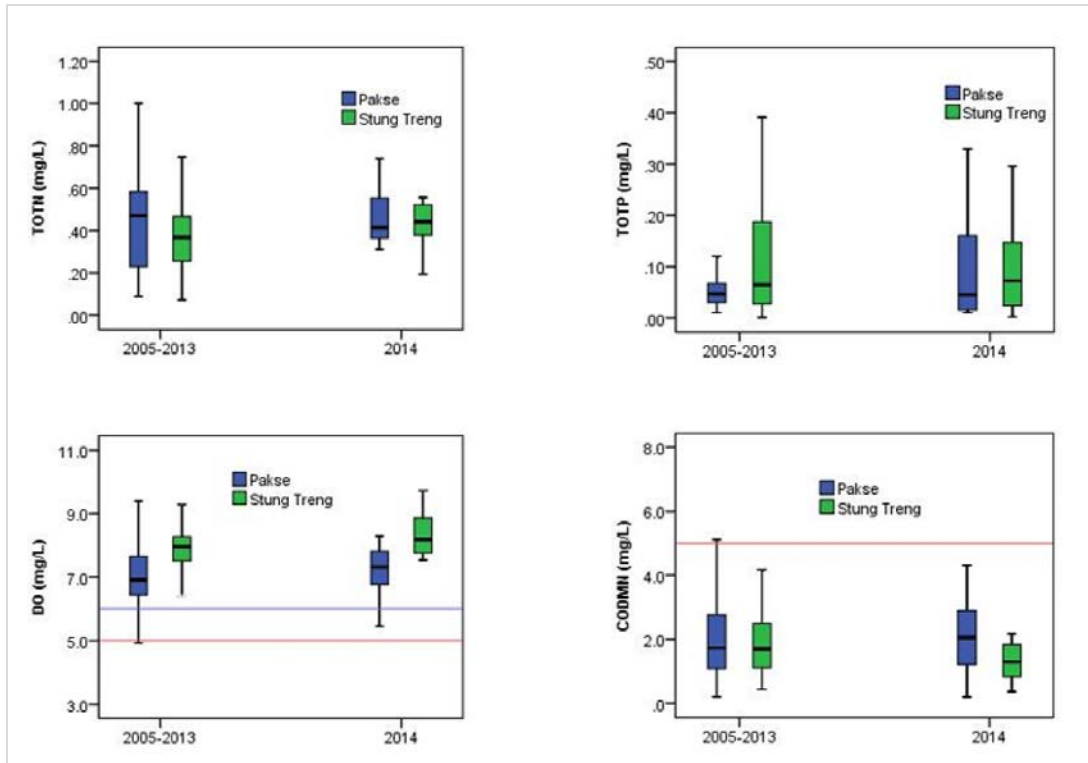 TOTN (mg/L)
1.20
1.00
.80
.60
.40
.20
.00
Pakse
Stung Treng
2005-2013
2014
TOTP (mg/L)
.50
.40
.30
.20
.10
.00
Pakse
Stung Treng
2005-2013
2014
DO (mg/L)
11.0
9.0
7.0
5.0
3.0
Pakse
Stung Treng
2005-2013
2014
CODMN (mg/L)
8.0
6.0
4.0
2.0
.0
Pakse
Stung Treng
2005-2013
2014